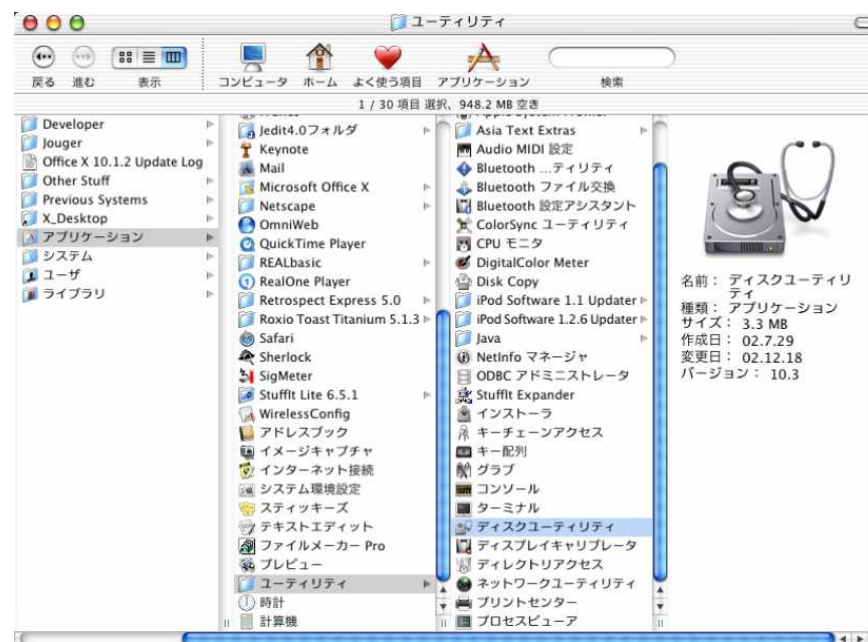 ユーティリティ
戻る
進む
表示
コンピュータ
ホーム
よく使う項目
アプリケーション
検索
1 / 30 項目 選択、948.2 MB 空き
Developer
Jouger
Office X 10.1.2 Update Log
Other Stuff
Previous Systems
X_Desktop
アプリケーション
システム
ユーザ
ライブラリ
Jedit4.0フォルダ
Keynote
Mail
Microsoft Office X
Netscape
OmniWeb
QuickTime Player
REALbasic
RealOne Player
Retrospect Express 5.0
Roxio Toast Titanium 5.1.3
Safari
Sherlock
SigMeter
StuffIt Lite 6.5.1
WirelessConfig
アドレスブック
イメージキャプチャ
インターネット接続
システム環境設定
スティッキーズ
テキストエディット
ファイルメーカー Pro
プレビュー
ユーティリティ
時計
計算機
Apple System Profiler
Asia Text Extras
Audio MIDI 設定
Bluetooth ...ティリティ
Bluetooth ファイル交換
Bluetooth 設定アシスタント
ColorSync ユーティリティ
CPU モニタ
DigitalColor Meter
Disk Copy
iPod Software 1.1 Updater
iPod Software 1.2.6 Updater
Java
NetInfo マネージャ
ODBC アドミニストレータ
StuffIt Expander
インストーラ
キーチェーンアクセス
キー配列
グラブ
コンソール
ターミナル
ディスクユーティリティ
ディスプレイキャリブレータ
ディレクトリアクセス
ネットワークユーティリティ
プリントセンター
プロセスビューア
名前： ディスクユーティリ
ティ
種類： アプリケーション
サイズ： 3.3 MB
作成日： 02.7.29
変更日： 02.12.18
バージョン： 10.3